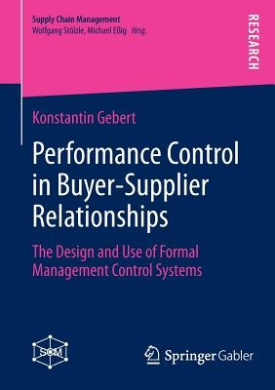 Supply Chain Management
Wolfgang Stölzle, Michael Eßig Hrsg.
RESEARCH
Konstantin Gebert
Performance Control
in Buyer-Supplier
Relationships
The Design and Use of Formal
Management Control Systems
SCM
Springer Gabler